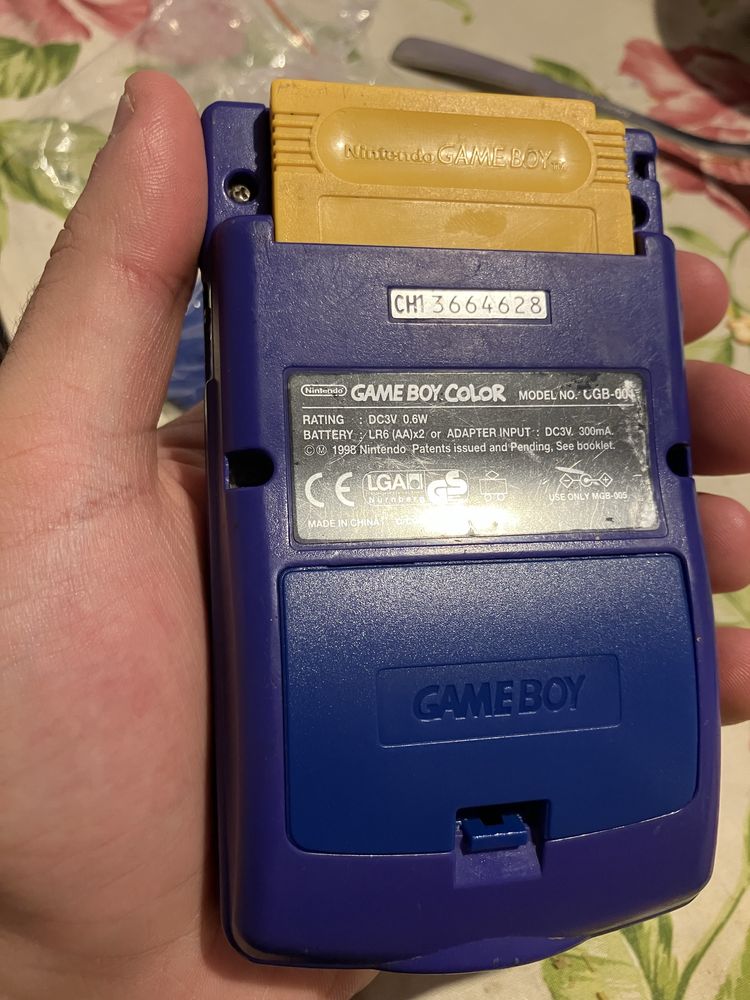 Nintendo GAME BOY™
CH13664628
Nintendo GAME BOY COLOR MODEL NO. CGB-001
RATING : DC3V 0.6W
BATTERY : LR6 (AA)x2 or ADAPTER INPUT : DC3V 300mA.
©Ⓜ 1998 Nintendo Patents issued and Pending, See booklet.
CE LGA GS
Nürnberg
USE ONLY MGB-005
MADE IN CHINA
GAME BOY